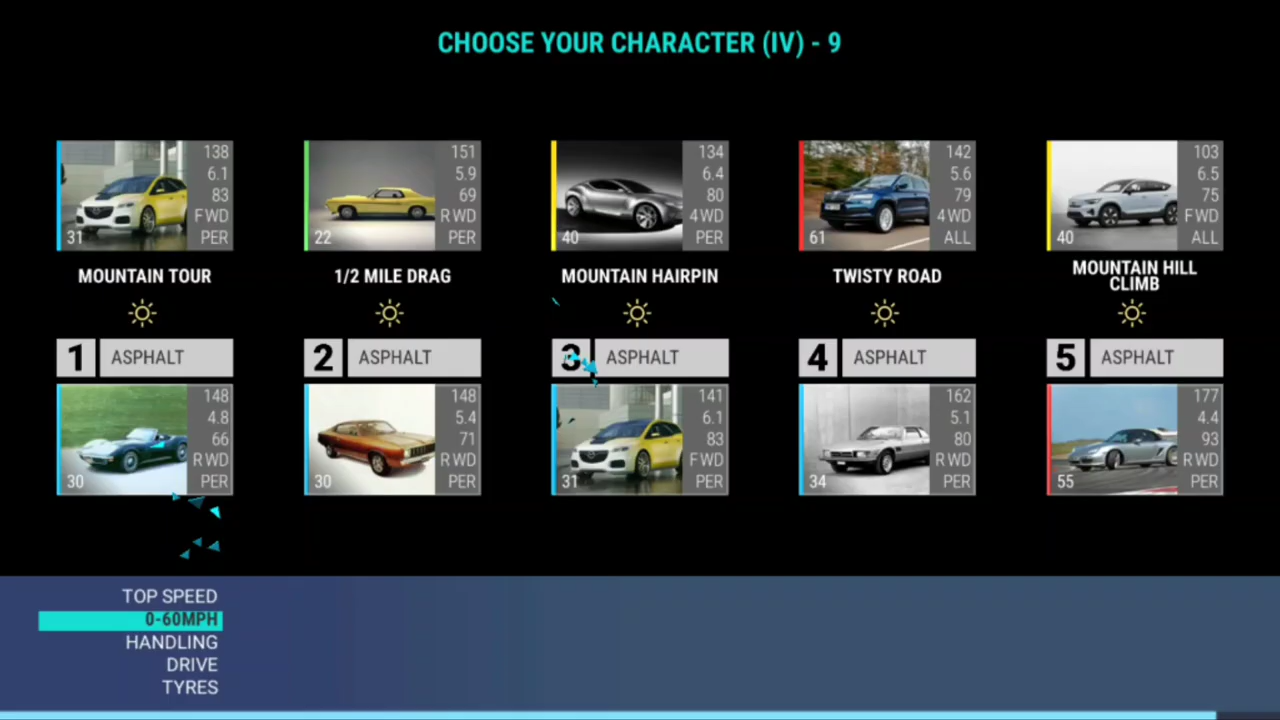 CHOOSE YOUR CHARACTER (IV) - 9
138
6.1
83
FWD
PER
31
151
5.9
69
RWD
PER
22
134
6.4
80
4WD
PER
40
142
5.6
79
4WD
ALL
61
103
6.5
75
FWD
ALL
40
MOUNTAIN TOUR
1/2 MILE DRAG
MOUNTAIN HAIRPIN
TWISTY ROAD
MOUNTAIN HILL
CLIMB
1 ASPHALT
2 ASPHALT
3 ASPHALT
4 ASPHALT
5 ASPHALT
148
4.8
66
RWD
PER
30
148
5.4
71
RWD
PER
30
141
6.1
83
FWD
PER
31
162
5.1
80
RWD
PER
34
177
4.4
93
RWD
PER
55
TOP SPEED
0-60MPH
HANDLING
DRIVE
TYRES